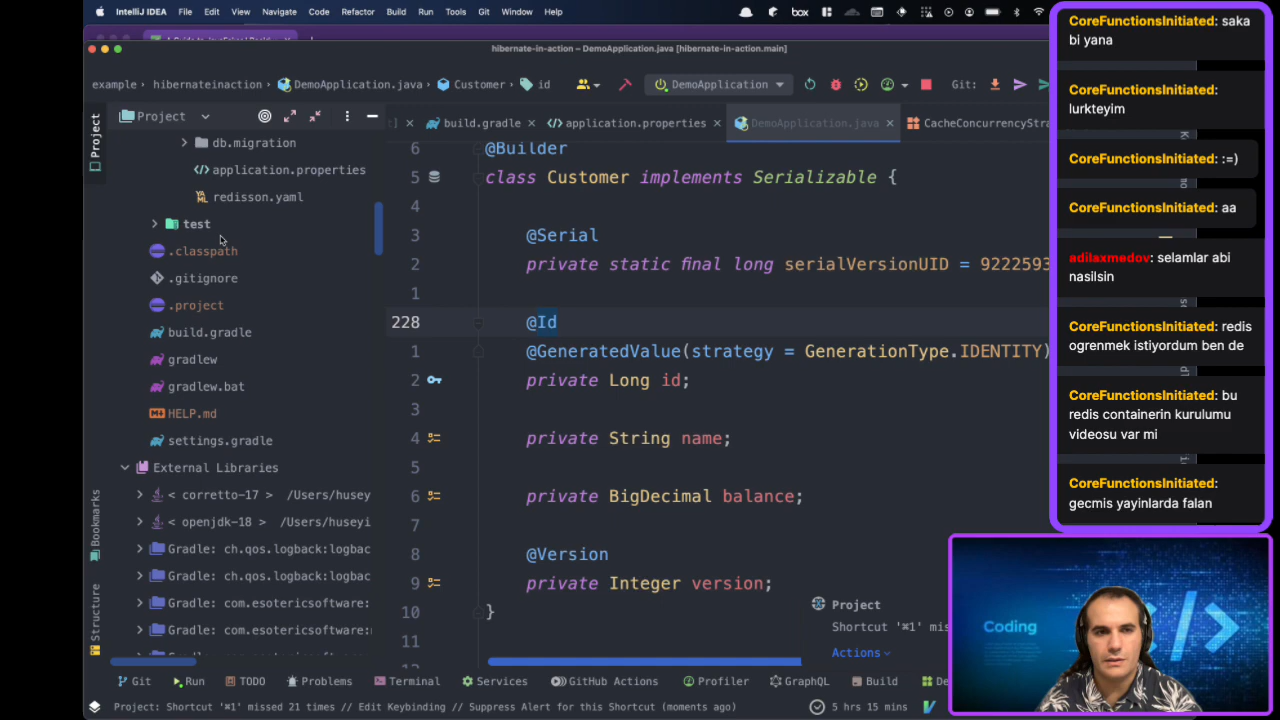 IntelliJ IDEA File Edit View Navigate Code Refactor Build Run Tools Git Window Help
box
hibernate-in-action – DemoApplication.java [hibernate-in-action.main]
example hibernateinaction DemoApplication.java Customer id
DemoApplication
Git:
Project
build.gradle
application.properties
DemoApplication.java
CacheConcurrencyStra
Project
db.migration
application.properties
redisson.yaml
test
.classpath
.gitignore
.project
build.gradle
gradlew
gradlew.bat
HELP.md
settings.gradle
External Libraries
< corretto-17 > /Users/husey
< openjdk-18 > /Users/huseyi
Gradle: ch.qos.logback:logbac
Gradle: ch.qos.logback:logbac
Gradle: com.esotericsoftware:
Gradle: com.esotericsoftware:
Bookmarks
Structure
6 @Builder
5 class Customer implements Serializable {
4
3 @Serial
2 private static final long serialVersionUID = 9222593
1
228 @Id
1 @GeneratedValue(strategy = GenerationType.IDENTITY)
2 private Long id;
3
4 private String name;
5
6 private BigDecimal balance;
7
8 @Version
9 private Integer version;
10 }
11
Project
Shortcut '⌘1' mis
Actions
CoreFunctionsInitiated: saka
bi yana
CoreFunctionsInitiated:
lurkteyim
CoreFunctionsInitiated: :=)
CoreFunctionsInitiated: aa
adilaxmedov: selamlar abi
nasilsin
CoreFunctionsInitiated: redis
ogrenmek istiyordum ben de
CoreFunctionsInitiated: bu
redis containerin kurulumu
videosu var mi
CoreFunctionsInitiated:
gecmis yayinlarda falan
Coding
</>
Git Run TODO Problems Terminal Services GitHub Actions Profiler GraphQL Build De
Project: Shortcut '⌘1' missed 21 times // Edit Keybinding // Suppress Alert for this Shortcut (moments ago)
5 hrs 15 mins